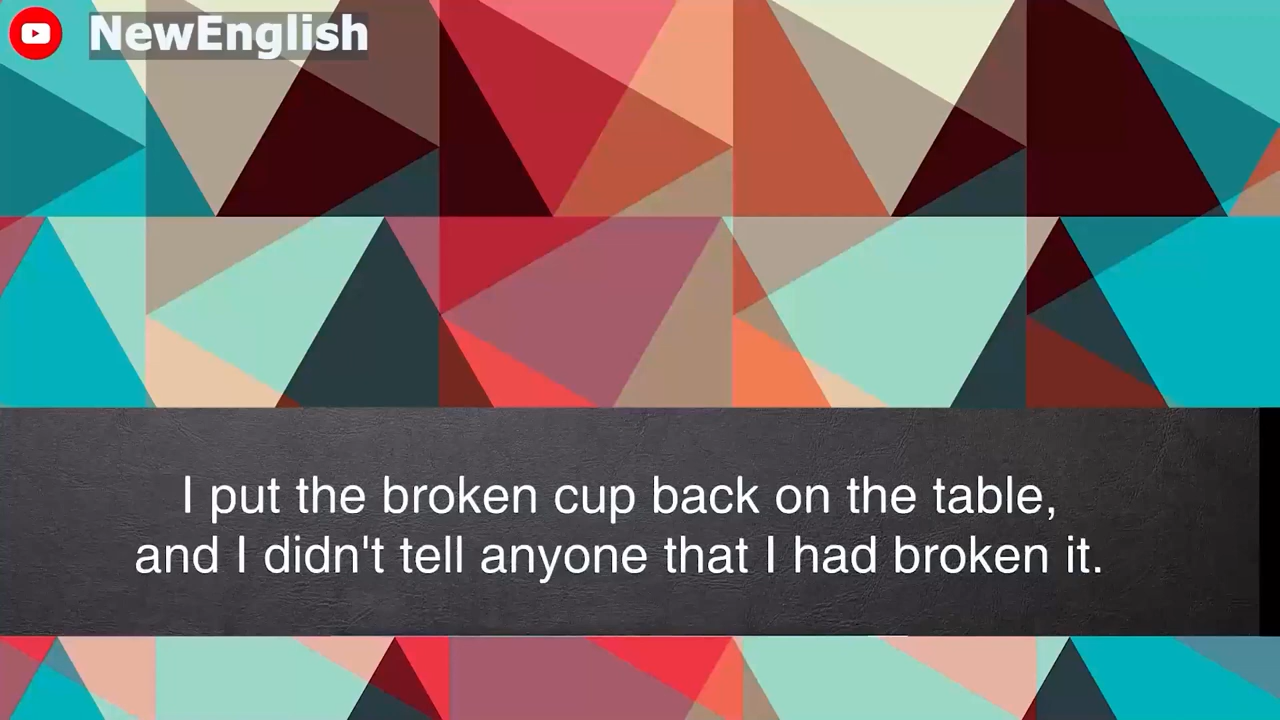 NewEnglish
I put the broken cup back on the table,
and I didn't tell anyone that I had broken it.